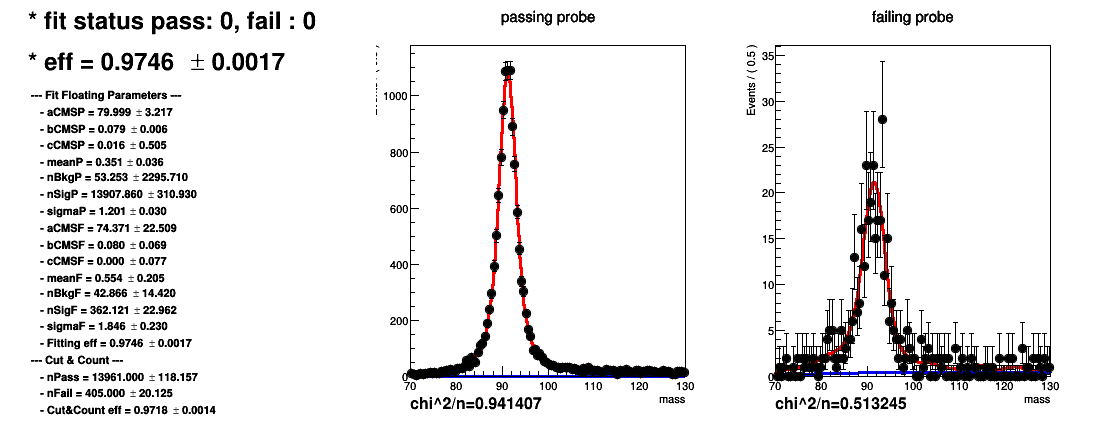 * fit status pass: 0, fail : 0
* eff = 0.9746 ± 0.0017
--- Fit Floating Parameters ---
- aCMSP = 79.999 ± 3.217
- bCMSP = 0.079 ± 0.006
- cCMSP = 0.016 ± 0.505
- meanP = 0.351 ± 0.036
- nBkgP = 53.253 ± 2295.710
- nSigP = 13907.860 ± 310.930
- sigmaP = 1.201 ± 0.030
- aCMSF = 74.371 ± 22.509
- bCMSF = 0.080 ± 0.069
- cCMSF = 0.000 ± 0.077
- meanF = 0.554 ± 0.205
- nBkgF = 42.866 ± 14.420
- nSigF = 362.121 ± 22.962
- sigmaF = 1.846 ± 0.230
- Fitting eff = 0.9746 ± 0.0017
--- Cut & Count ---
- nPass = 13961.000 ± 118.157
- nFail = 405.000 ± 20.125
- Cut&Count eff = 0.9718 ± 0.0014
passing probe
1000
800
600
400
200
0
70 80 90 100 110 120 130
mass
chi^2/n=0.941407
failing probe
Events / ( 0.5 )
35
30
25
20
15
10
5
0
70 80 90 100 110 120 130
mass
chi^2/n=0.513245